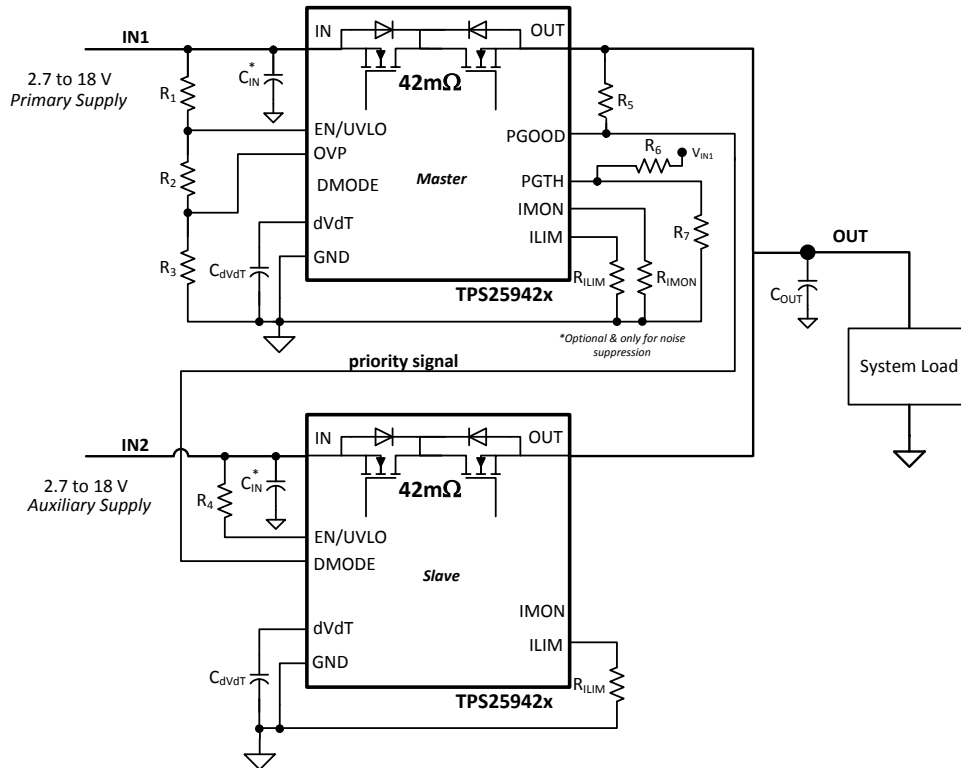 IN1
2.7 to 18 V
Primary Supply
R1
CIN*
IN
OUT
42mΩ
EN/UVLO
OVP
DMODE
dVdT
GND
Master
PGOOD
PGTH
IMON
ILIM
R2
R3
CdVdT
R5
R6
VIN1
R7
RILIM
RIMON
TPS25942x
*Optional & only for noise
suppression
OUT
COUT
System Load
priority signal
IN2
2.7 to 18 V
Auxiliary Supply
R4
CIN*
IN
OUT
42mΩ
EN/UVLO
DMODE
Slave
dVdT
GND
IMON
ILIM
CdVdT
RILIM
TPS25942x